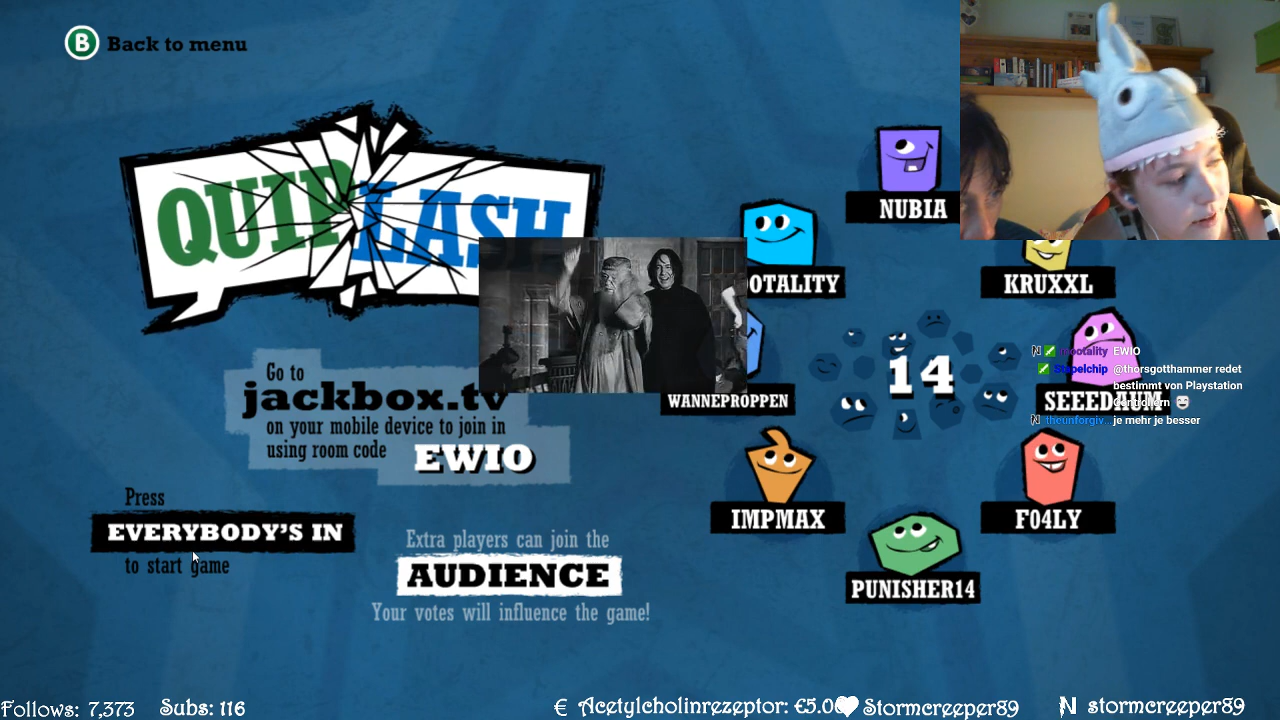 B Back to menu
QUIPLASH
NUBIA
OTALITY
KRUXXL
Go to
jackbox.tv
on your mobile device to join in
using room code
EWIO
WANNEPROPPEN
14
EWIO
@thorsgotthammer redet
bestimmt von Playstation
theunforgiv... je mehr je besser
Press
EVERYBODY'S IN
to start game
IMPMAX
F04LY
PUNISHER14
Extra players can join the
AUDIENCE
Your votes will influence the game!
Follows: 7,373
Subs: 116
€ Acetylcholinrezeptor: €5.0
Stormcreeper89
stormcreeper89